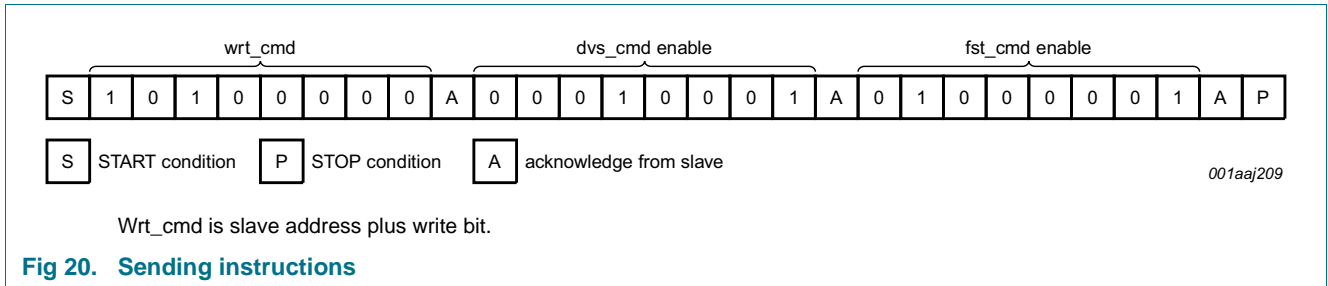 wrt_cmd dvs_cmd enable fst_cmd enable
S 1 0 1 0 0 0 0 0 A 0 0 0 1 0 0 0 1 A 0 1 0 0 0 0 0 1 A P
S START condition P STOP condition A acknowledge from slave
001aaj209
Wrt_cmd is slave address plus write bit.
Fig 20. Sending instructions